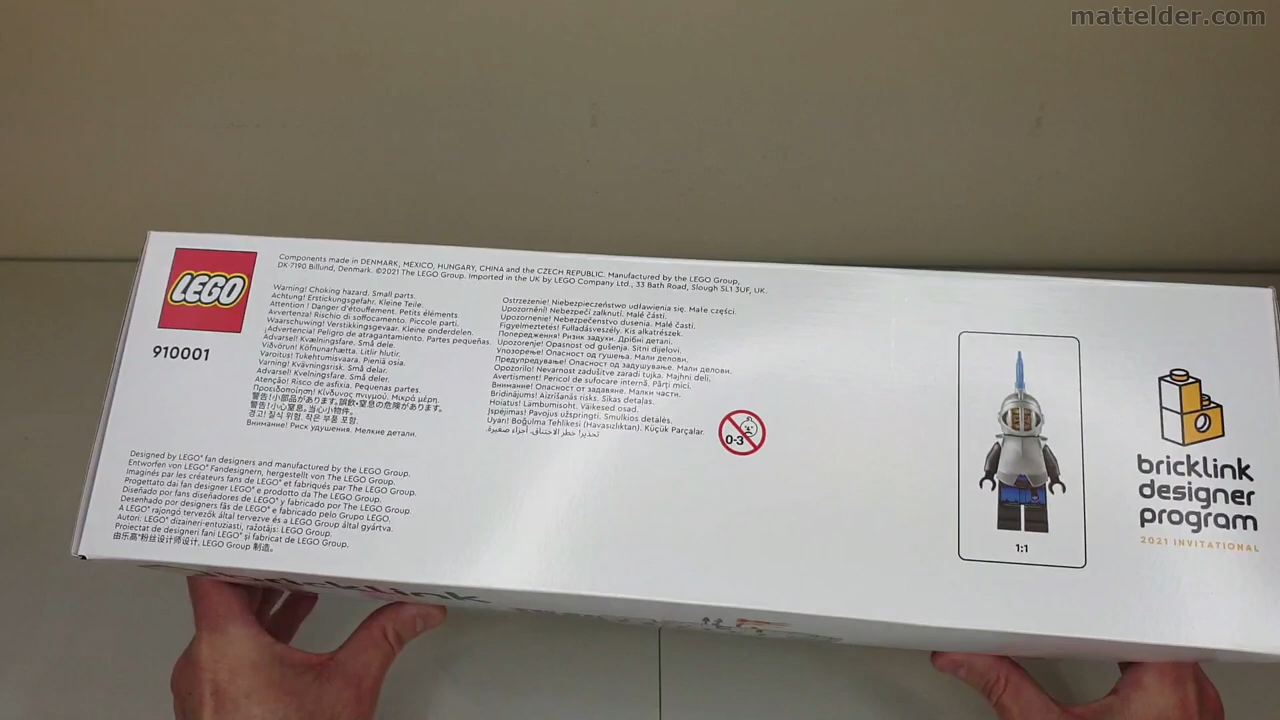 mattelder.com
LEGO
910001
Components made in DENMARK, MEXICO, HUNGARY, CHINA and the CZECH REPUBLIC. Manufactured by the LEGO Group,
DK-7190 Billund, Denmark. ©2021 The LEGO Group. Imported in the UK by LEGO Company Ltd., 33 Bath Road, Slough SL1 3UF, UK.
Warning! Choking hazard. Small parts.
Achtung! Erstickungsgefahr. Kleine Teile.
Attention ! Danger d'étouffement. Petits éléments.
Avvertenza! Rischio di soffocamento. Piccole parti.
Waarschuwing! Verstikkingsgevaar. Kleine onderdelen.
¡Advertencia! Peligro de atragantamiento. Partes pequeñas.
Advarsel! Kvælningsfare. Små dele.
Viðvörun! Köfnunarhætta. Litlir hlutir.
Varoitus! Tukehtumisvaara. Pieniä osia.
Varning! Kvävningsrisk. Små delar.
Advarsel! Kvelningsfare. Små deler.
Atenção! Risco de asfixia. Pequenas partes.
Προειδοποίηση! Κίνδυνος πνιγμού. Μικρά μέρη.
警告!小部品があります。誤飲・窒息の危険があります。
警告!小心窒息。当心小物件。
경고! 질식 위험. 작은 부품 포함.
Внимание! Риск удушения. Мелкие детали.
Ostrzeżenie! Niebezpieczeństwo udławienia się. Małe części.
Upozornění! Nebezpečí zalknutí. Malé části.
Upozornenie! Nebezpečenstvo dusenia. Malé časti.
Figyelmeztetés! Fulladásveszély. Kis alkatrészek.
Попередження! Ризик задухи. Дрібні деталі.
Upozorenje! Opasnost od gušenja. Sitni dijelovi.
Упозорење! Опасност од гушења. Мали делови.
Предупредување! Опасност од задушување. Мали делови.
Opozorilo! Nevarnost zadušitve zaradi tujka. Majhni deli.
Avertisment! Pericol de sufocare internă. Părți mici.
Внимание! Опасност от задавяне. Малки части.
Brīdinājums! Aizrīšanās risks. Sīkas detaļas.
Hoiatus! Lämbumisoht. Väikesed osad.
Įspėjimas! Pavojus užspringti. Smulkios detalės.
Uyarı! Boğulma Tehlikesi (Havasızlıktan). Küçük Parçalar.
تحذير! خطر الاختناق. أجزاء صغيرة.
0-3
Designed by LEGO® fan designers and manufactured by the LEGO Group.
Entworfen von LEGO® Fandesignern, hergestellt von The LEGO Group.
Imaginés par les créateurs fans de LEGO® et fabriqués par The LEGO Group.
Progettato dai fan designer LEGO® e prodotto da The LEGO Group.
Diseñado por fans diseñadores de LEGO® y fabricado por The LEGO Group.
Desenhado por designers fãs de LEGO® e fabricado pelo Grupo LEGO.
A LEGO® rajongó tervezők által tervezve és a LEGO Group által gyártva.
Autori: LEGO® dizaineri-entuziasti, ražotājs: LEGO Group.
Proiectat de designeri fani LEGO® și fabricat de LEGO Group.
由乐高®粉丝设计师设计, LEGO Group 制造。
1:1
bricklink
designer
program
2021 INVITATIONAL
bricklink